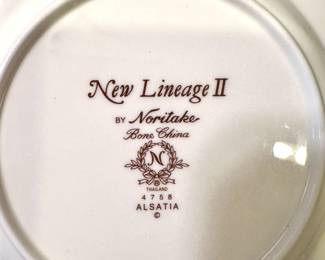 New Lineage II
BY Noritake
Bone China
N
®
THAILAND
4758
ALSATIA
©